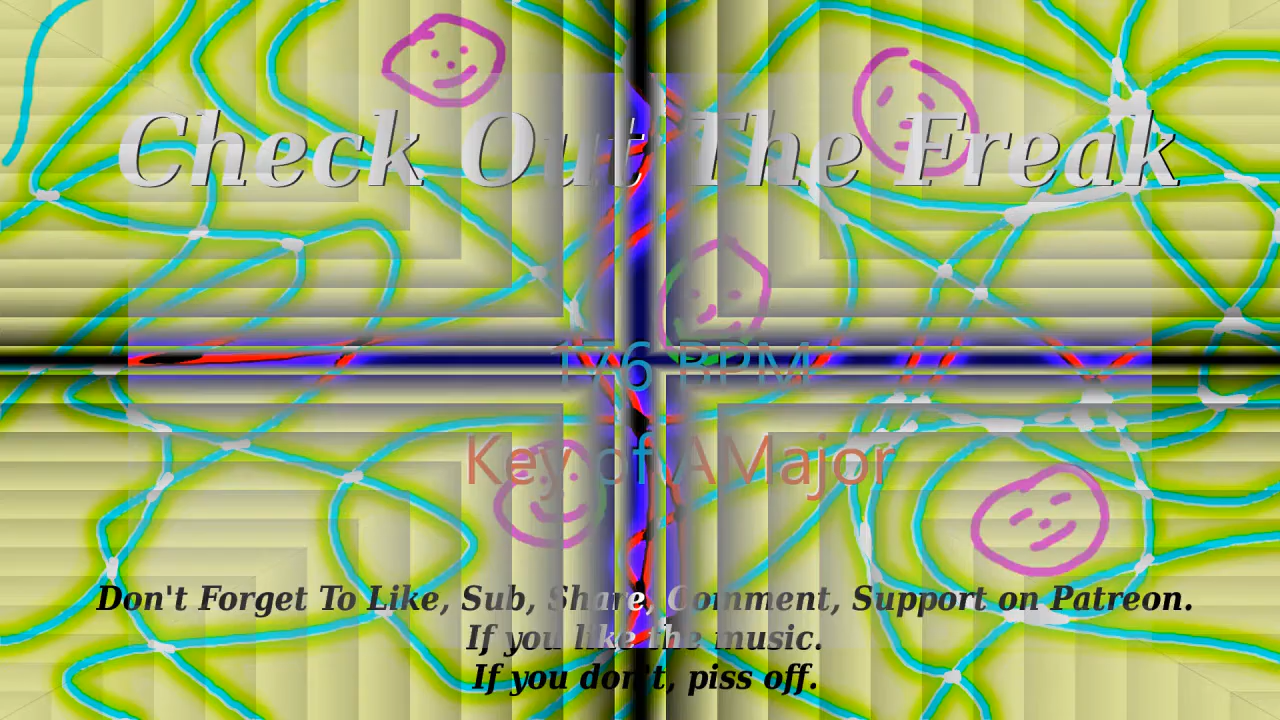 Check Out The Freak
176 BPM
Key of A Major
Don't Forget To Like, Sub, Share, Comment, Support on Patreon.
If you like the music.
If you don't, piss off.